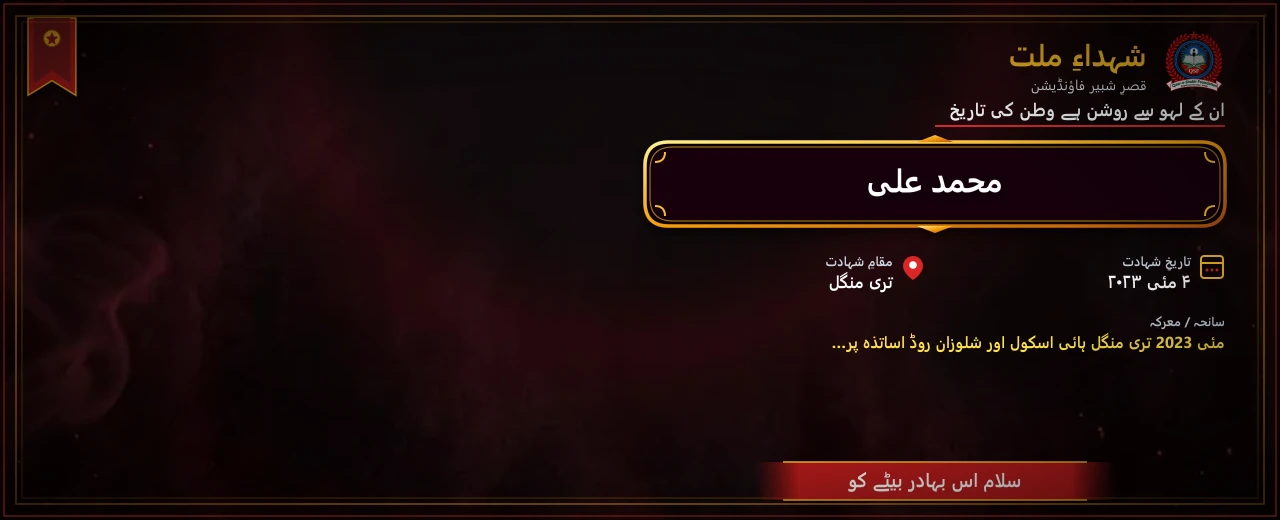 شہداءِ ملت
قصرِ شبیر فاؤنڈیشن
ان کے لہو سے روشن ہے وطن کی تاریخ
محمد علی
تاریخِ شہادت
۴ مئی ۲۰۲۳
مقامِ شہادت
تری منگل
سانحہ / معرکہ
مئی 2023 تری منگل ہائی اسکول اور شلوزان روڈ اساتذہ پر...
سلام اس بہادر بیٹے کو